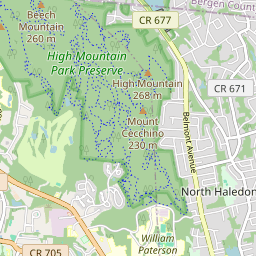 Beech
Mountain
260 m
CR 677
Bergen County
High Mountain
Park Preserve
High Mountain
268 m
CR 671
Mount
Cecchino
230 m
Belmont Avenue
North Haledon
CR 705
William
Paterson